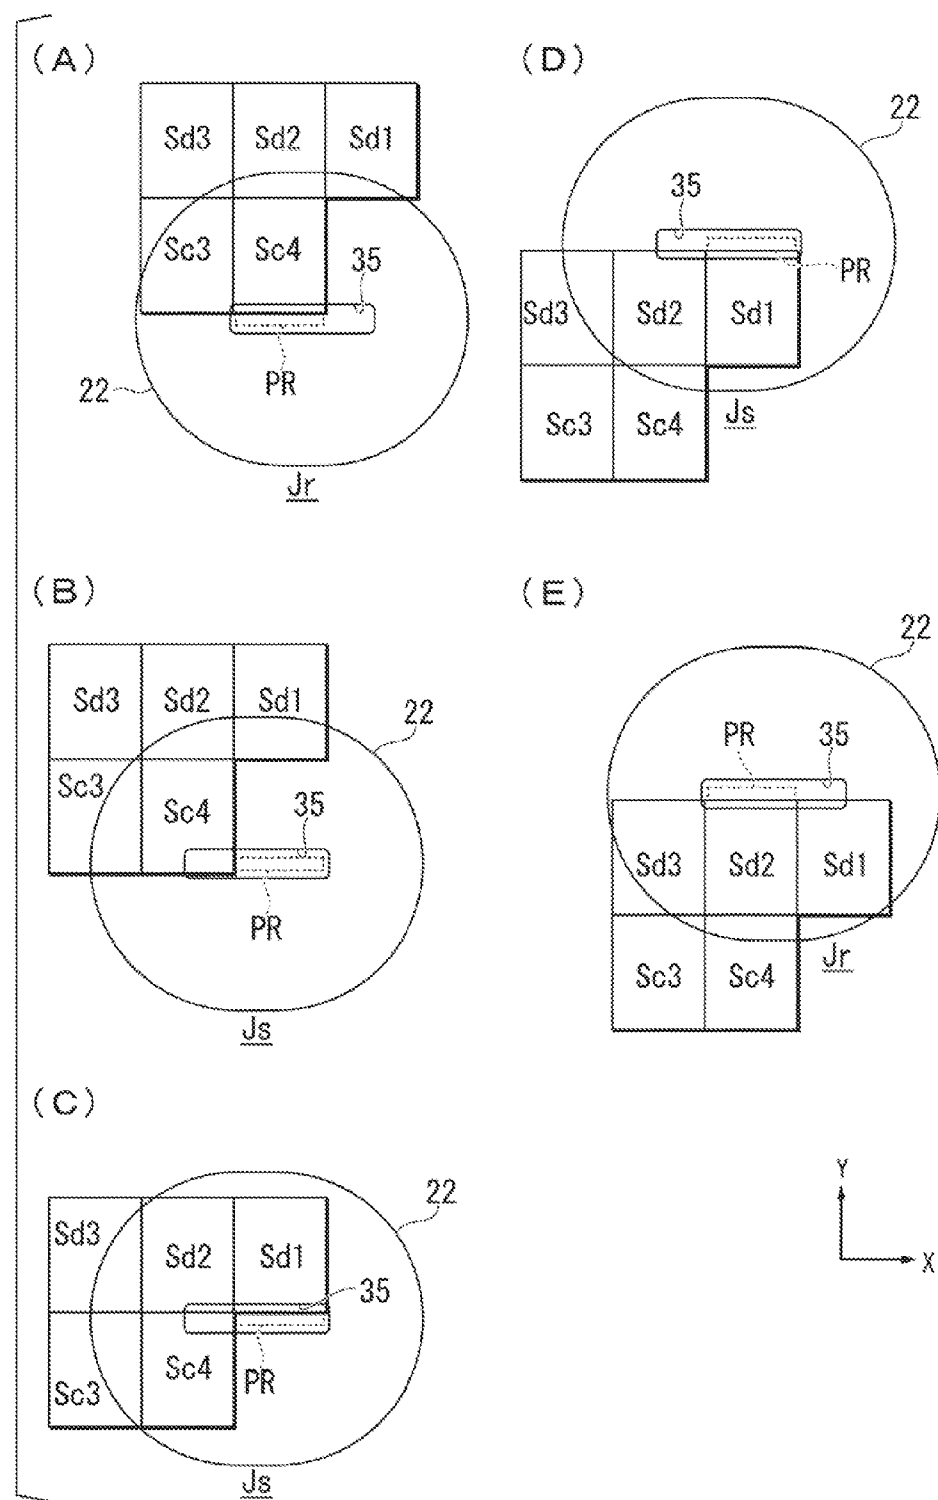 (A)
Sd3 Sd2 Sd1
Sc3 Sc4 35
PR
22
Jr
(B)
Sd3 Sd2 Sd1 22
Sc3 Sc4 35
PR
Js
(C)
22
Sd3 Sd2 Sd1
35
Sc3 Sc4 PR
Js
(D)
22
35
PR
Sd3 Sd2 Sd1
Sc3 Sc4 Js
(E)
22
PR 35
Sd3 Sd2 Sd1
Sc3 Sc4 Jr
Y
X